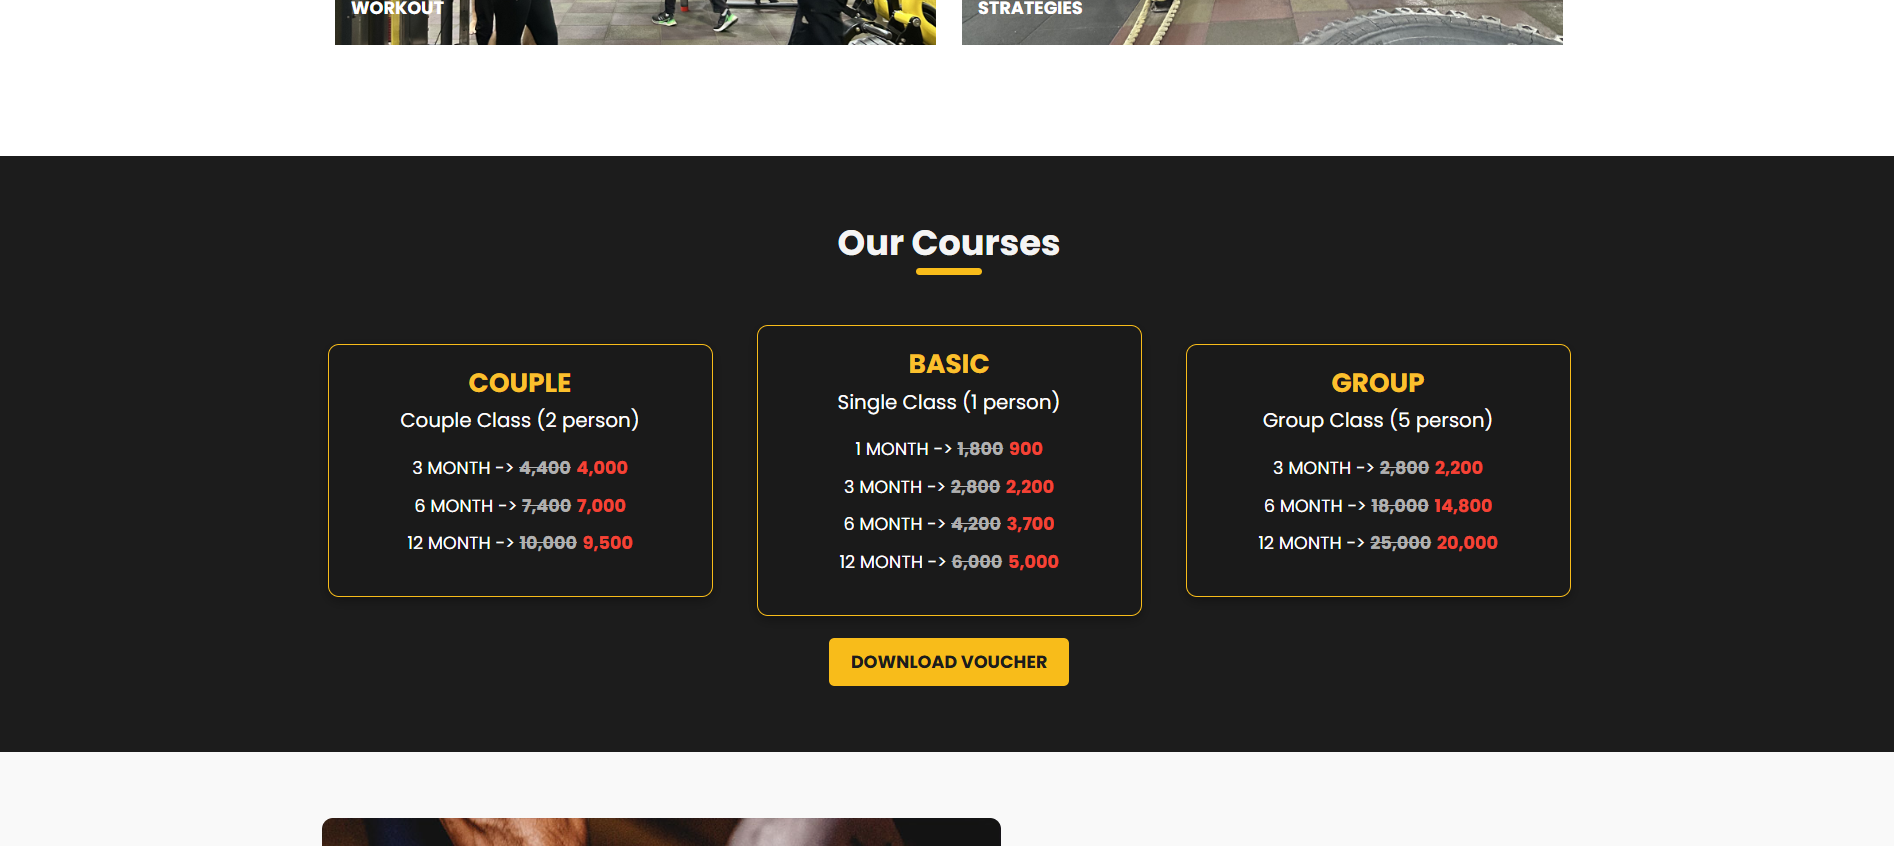 WORKOUT
STRATEGIES
Our Courses
COUPLE
Couple Class (2 person)
3 MONTH -> 4,400 4,000
6 MONTH -> 7,400 7,000
12 MONTH -> 10,000 9,500
BASIC
Single Class (1 person)
1 MONTH -> 1,800 900
3 MONTH -> 2,800 2,200
6 MONTH -> 4,200 3,700
12 MONTH -> 6,000 5,000
GROUP
Group Class (5 person)
3 MONTH -> 2,800 2,200
6 MONTH -> 18,000 14,800
12 MONTH -> 25,000 20,000
DOWNLOAD VOUCHER